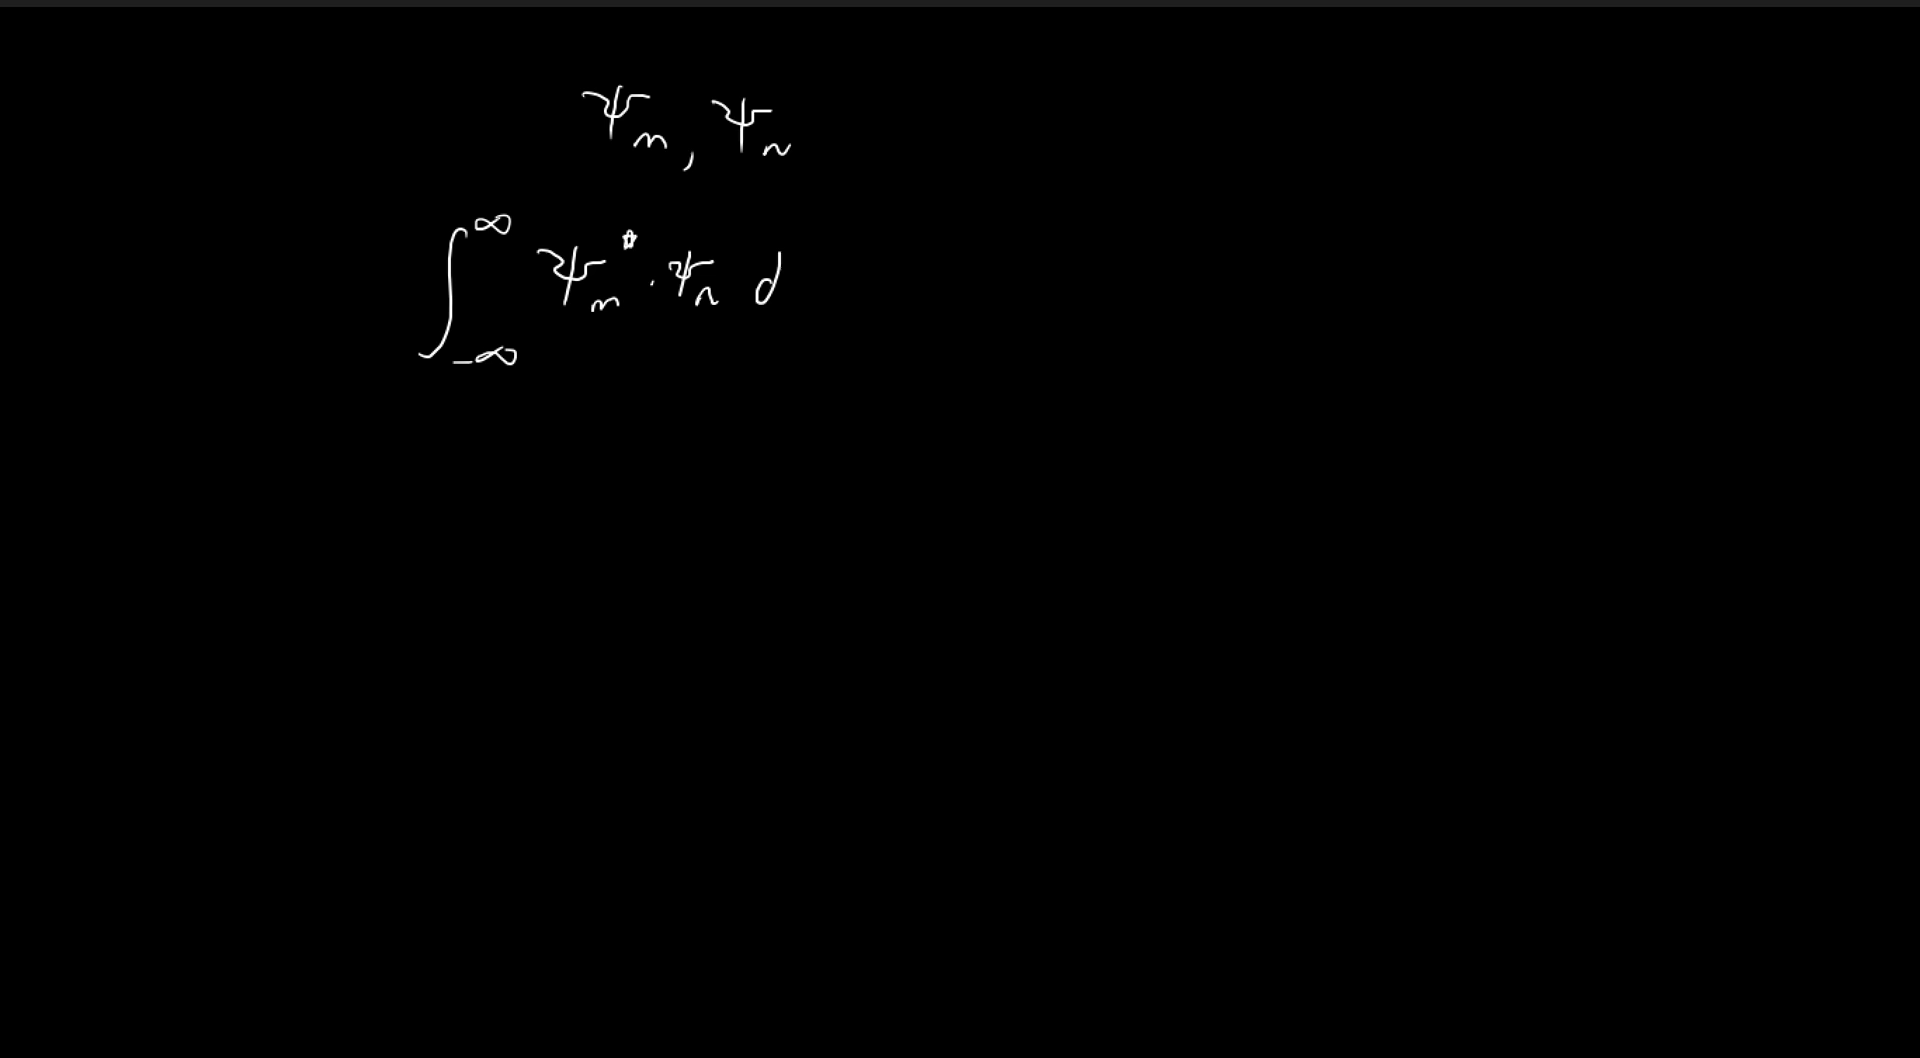 ψₘ, ψₙ
∫_{-∞}^{∞} ψₘ* · ψₙ d